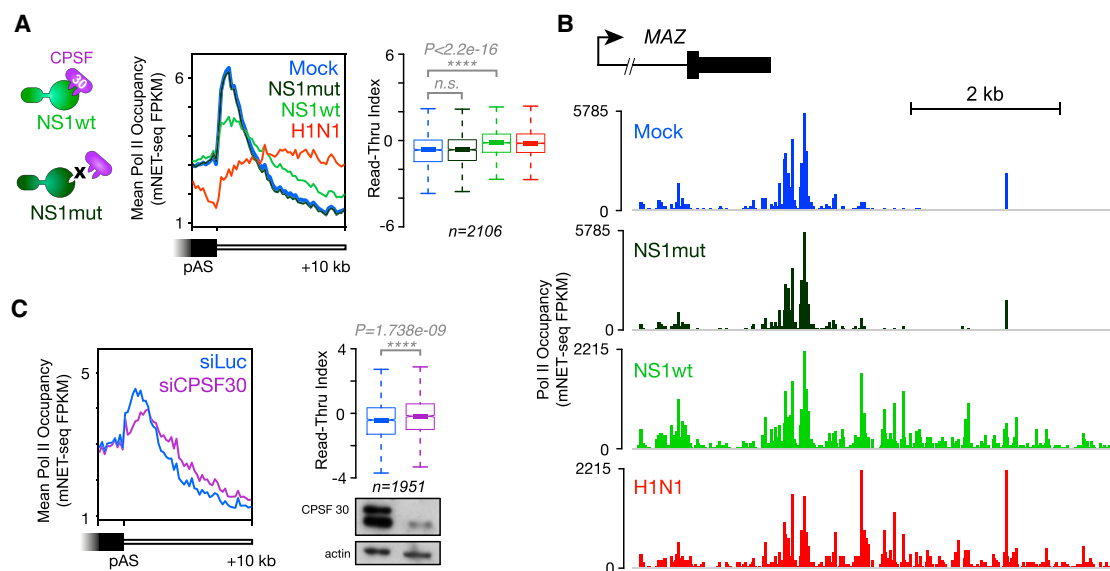 A
CPSF
30
NS1wt
x
NS1mut
Mean Pol II Occupancy
(mNET-seq FPKM)
6
1
Mock
NS1mut
NS1wt
H1N1
pAS
+10 kb
Read-Thru Index
6
0
-6
P<2.2e-16
****
n.s.
n=2106
B
MAZ
2 kb
Pol II Occupancy
(mNET-seq FPKM)
5785
Mock
0
5785
NS1mut
0
2215
NS1wt
0
2215
H1N1
0
C
Mean Pol II Occupancy
(mNET-seq FPKM)
5
1
siLuc
siCPSF30
pAS
+10 kb
P=1.738e-09
****
Read-Thru Index
4
0
-4
n=1951
CPSF 30
actin